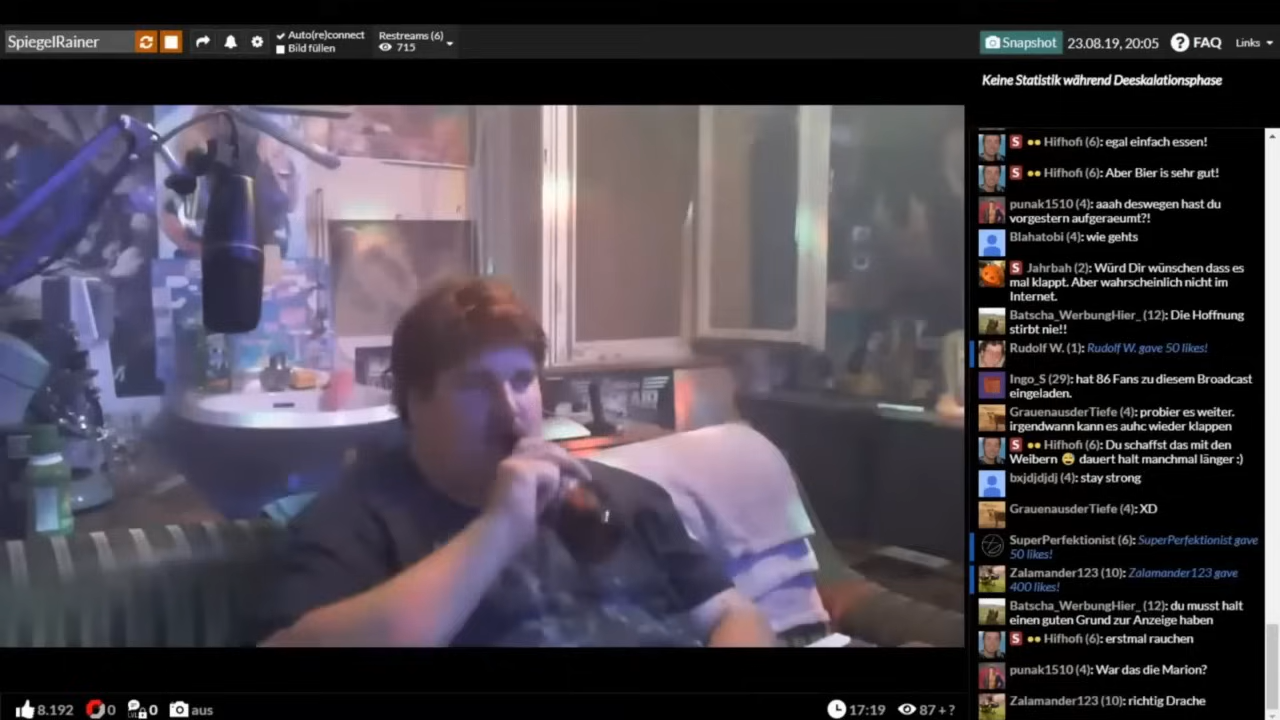 SpiegelRainer
Auto(re)connect
Bild füllen
Restreams (6)
715
Snapshot
23.08.19, 20:05
FAQ
Links
Keine Statistik während Deeskalationsphase
S Hifhofi (6): egal einfach essen!
S Hifhofi (6): Aber Bier is sehr gut!
punak1510 (4): aaah deswegen hast du
vorgestern aufgeraeumt?!
Blahatobi (4): wie gehts
S Jahrbah (2): Würd Dir wünschen dass es
mal klappt. Aber wahrscheinlich nicht im
Internet.
Batscha_WerbungHier_ (12): Die Hoffnung
stirbt nie!!
Rudolf W. (1): Rudolf W. gave 50 likes!
Ingo_S (29): hat 86 Fans zu diesem Broadcast
eingeladen.
GrauenausderTiefe (4): probier es weiter.
irgendwann kann es auhc wieder klappen
S Hifhofi (6): Du schaffst das mit den
Weibern 😅 dauert halt manchmal länger :)
bxjdjdjdj (4): stay strong
GrauenausderTiefe (4): XD
SuperPerfektionist (6): SuperPerfektionist gave
50 likes!
Zalamander123 (10): Zalamander123 gave
400 likes!
Batscha_WerbungHier_ (12): du musst halt
einen guten Grund zur Anzeige haben
S Hifhofi (6): erstmal rauchen
punak1510 (4): War das die Marion?
Zalamander123 (10): richtig Drache
8.192
0
0
aus
17:19
87 + ?